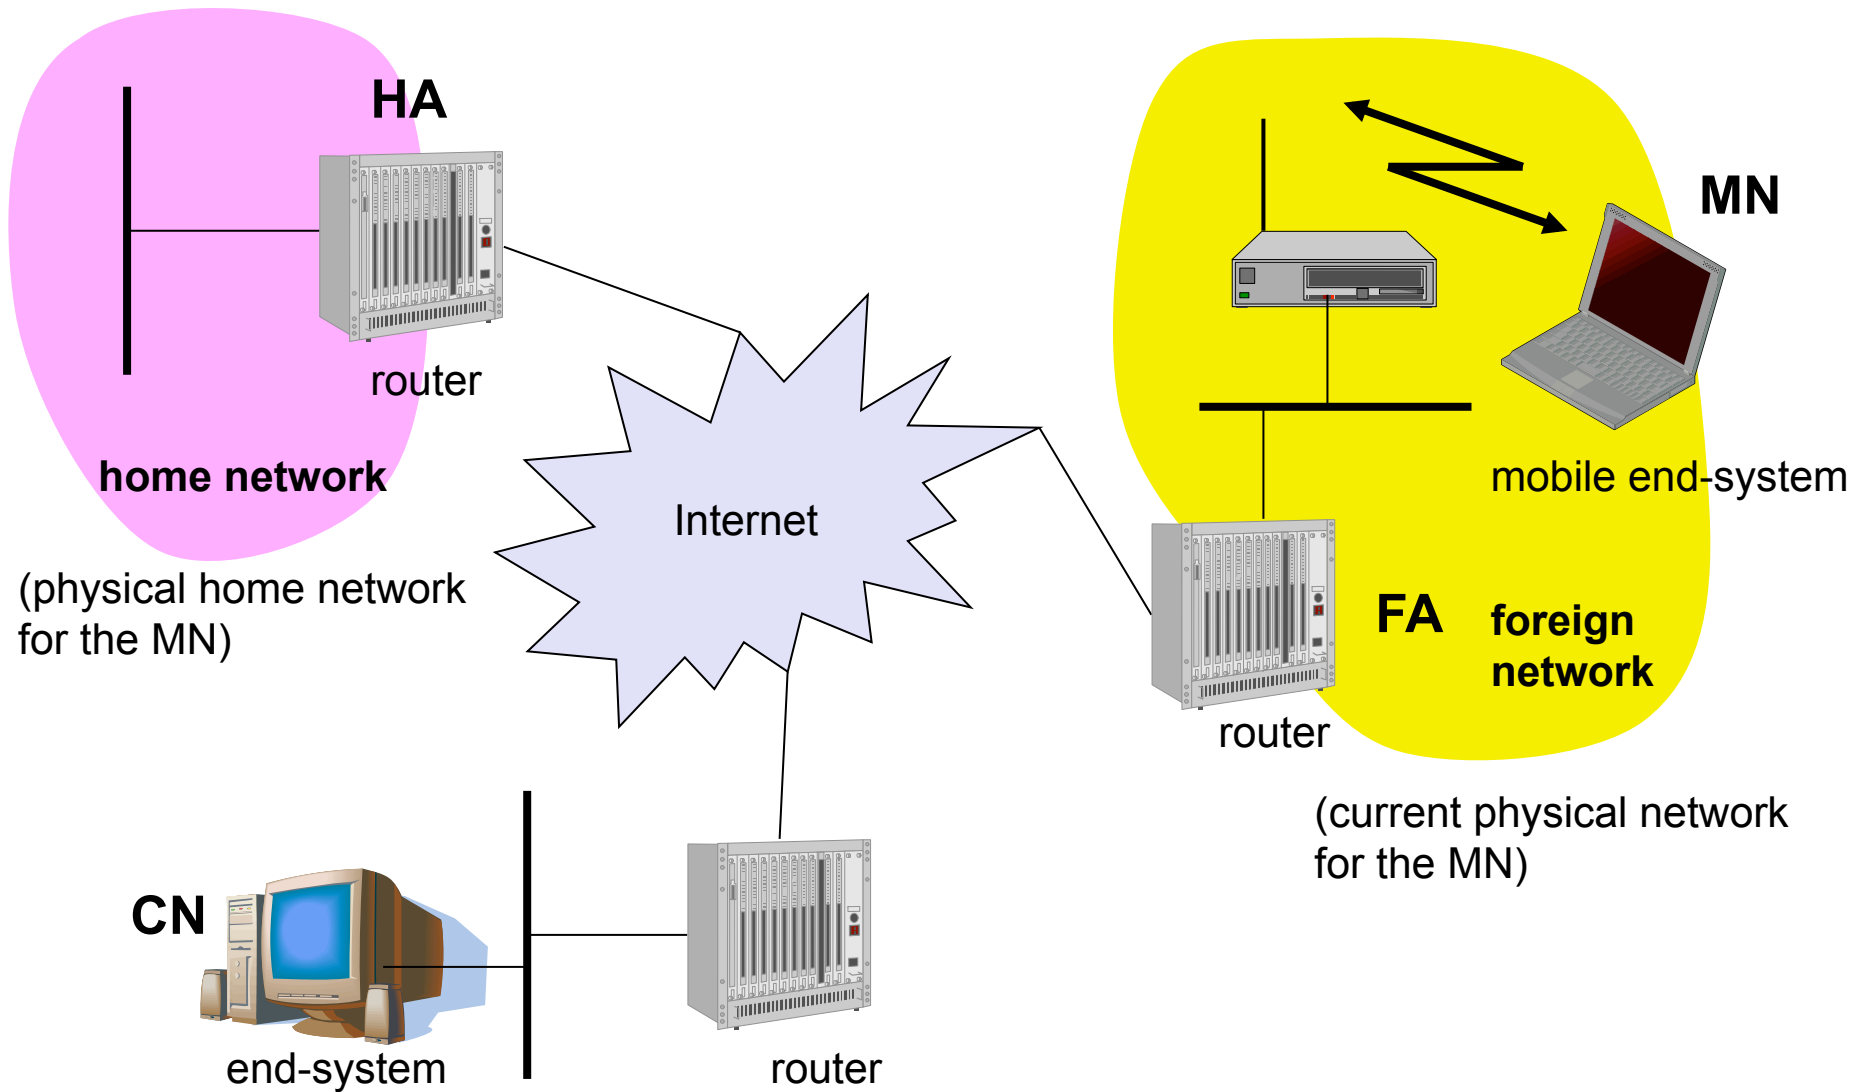 HA
router
home network
(physical home network
for the MN)
Internet
MN
mobile end-system
FA
foreign
network
router
(current physical network
for the MN)
CN
end-system
router